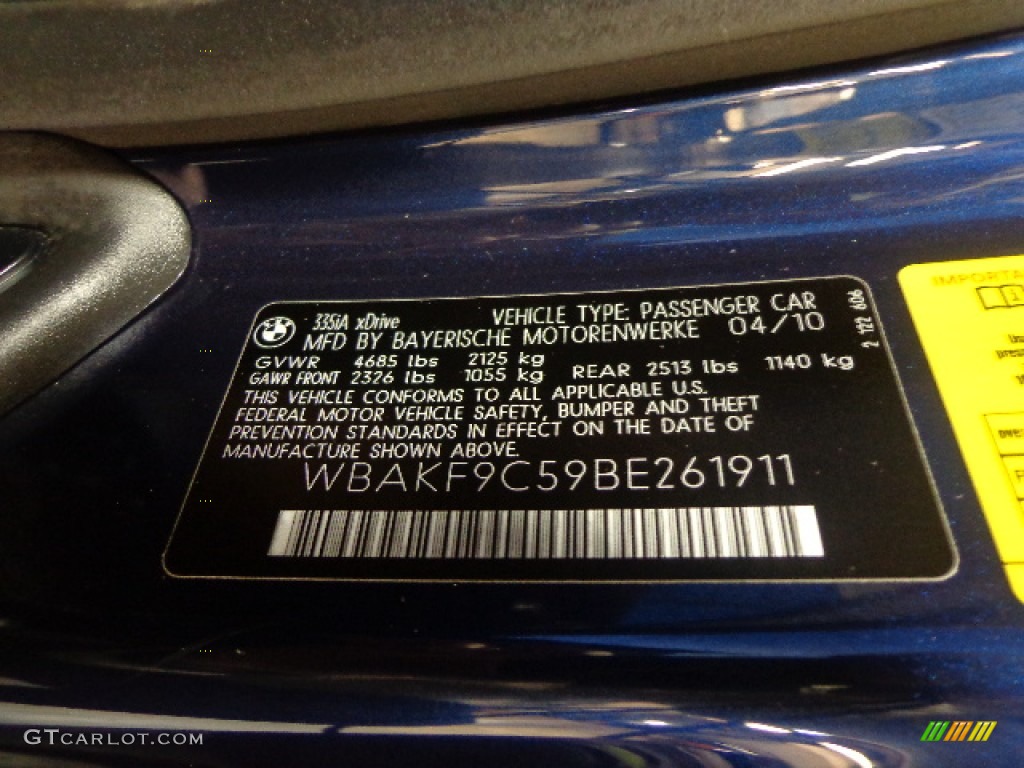 335iA xDrive VEHICLE TYPE: PASSENGER CAR
MFD BY BAYERISCHE MOTORENWERKE 04/10
GVWR 4685 lbs 2125 kg
GAWR FRONT 2326 lbs 1055 kg REAR 2513 lbs 1140 kg
THIS VEHICLE CONFORMS TO ALL APPLICABLE U.S.
FEDERAL MOTOR VEHICLE SAFETY, BUMPER AND THEFT
PREVENTION STANDARDS IN EFFECT ON THE DATE OF
MANUFACTURE SHOWN ABOVE.
WBAKF9C59BE261911
2 122 606
GTCARLOT.COM